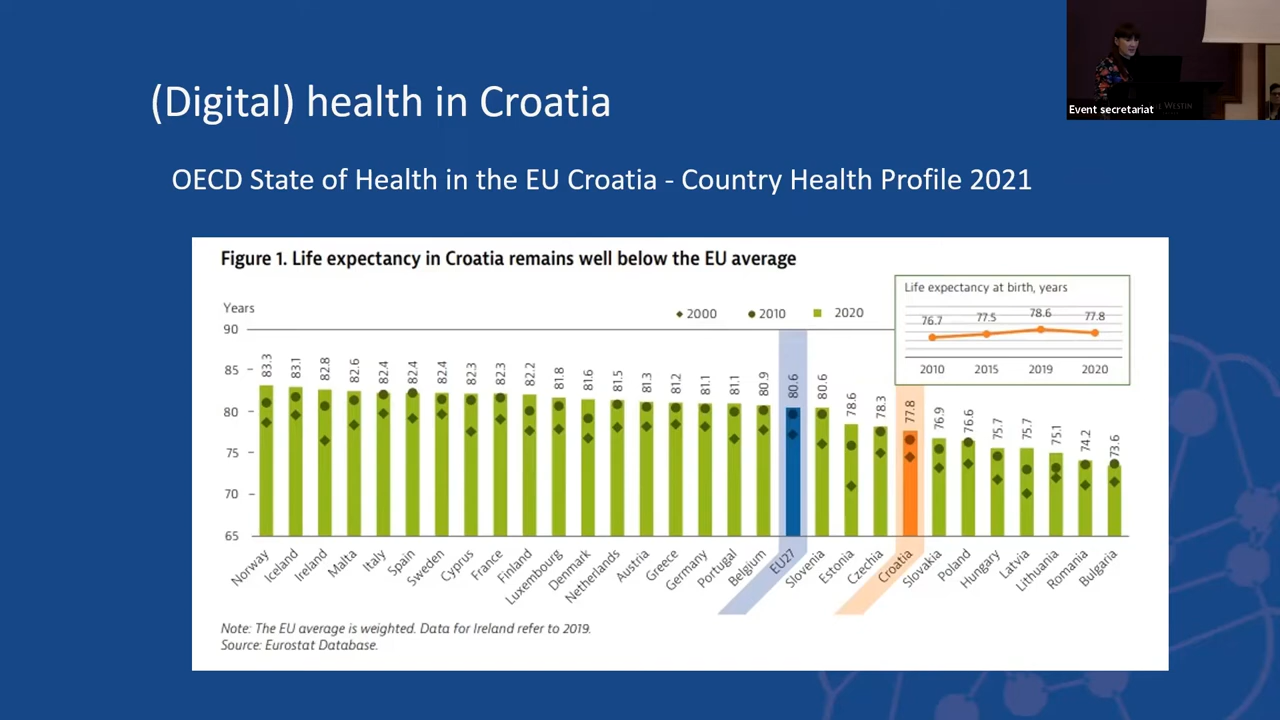 (Digital) health in Croatia
Event secretariat
WESTIN
OECD State of Health in the EU Croatia - Country Health Profile 2021
Figure 1. Life expectancy in Croatia remains well below the EU average
Years
2000
2010
2020
Life expectancy at birth, years
76.7 77.5 78.6 77.8
2010 2015 2019 2020
90
85
80
75
70
65
83.3 83.1 82.8 82.6 82.4 82.4 82.4 82.3 82.3 82.2 81.8 81.6 81.5 81.3 81.2 81.1 81.1 80.9 80.6 80.6 78.6 78.3 77.8 76.9 76.6 75.7 75.7 75.1 74.2 73.6
Norway Iceland Ireland Malta Italy Spain Sweden Cyprus France Finland Luxembourg Denmark Netherlands Austria Greece Germany Portugal Belgium EU27 Slovenia Estonia Czechia Croatia Slovakia Poland Hungary Latvia Lithuania Romania Bulgaria
Note: The EU average is weighted. Data for Ireland refer to 2019.
Source: Eurostat Database.